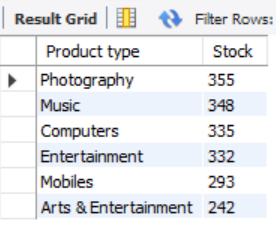 Result Grid Filter Rows:
Product type Stock
Photography 355
Music 348
Computers 335
Entertainment 332
Mobiles 293
Arts & Entertainment 242